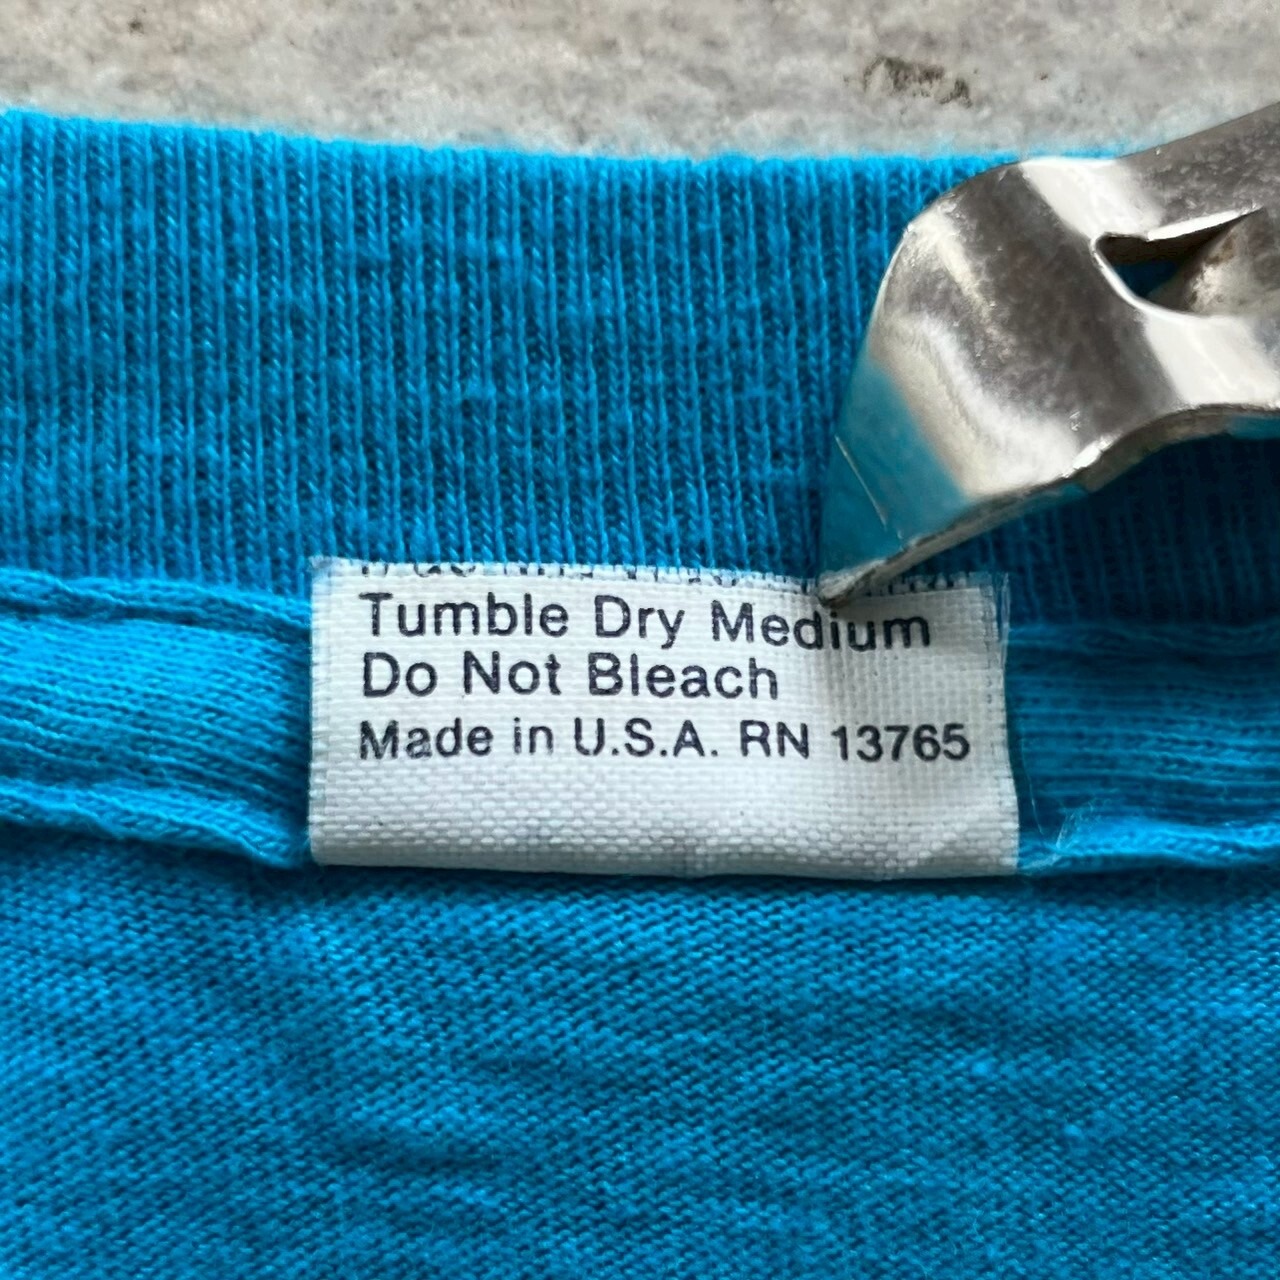 Tumble Dry Medium
Do Not Bleach
Made in U.S.A. RN 13765